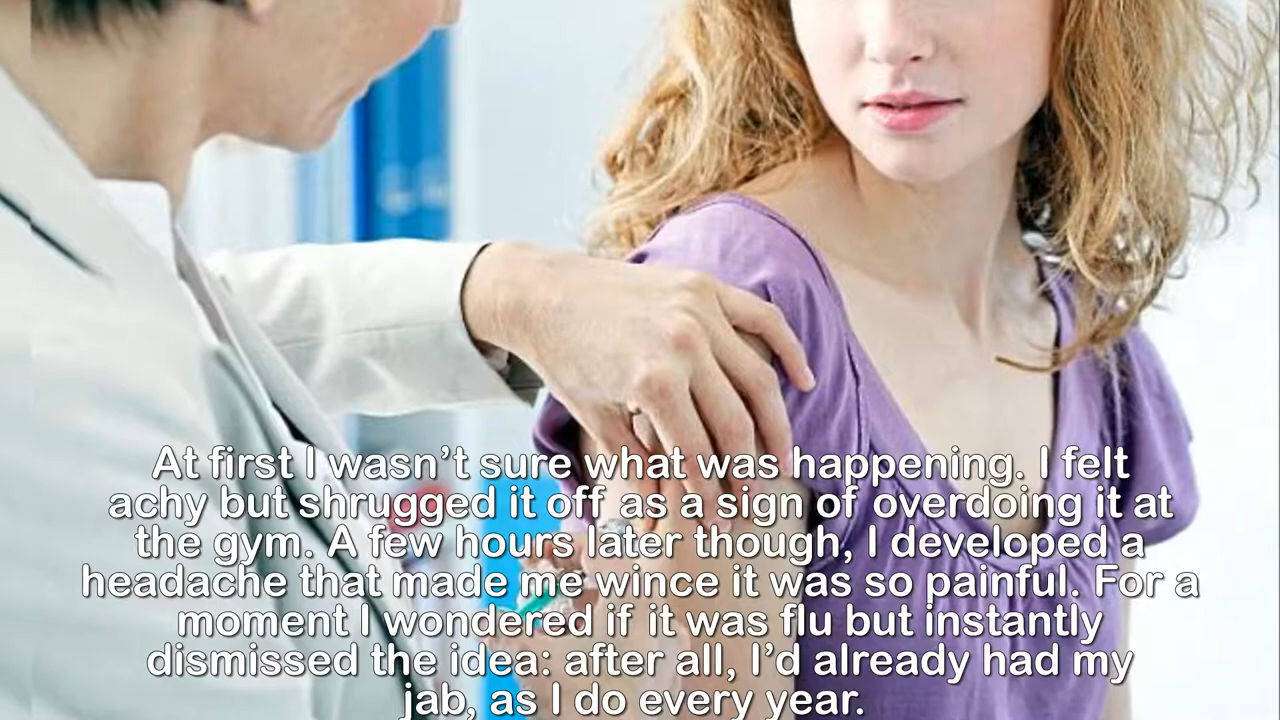 At first I wasn’t sure what was happening. I felt
achy but shrugged it off as a sign of overdoing it at
the gym. A few hours later though, I developed a
headache that made me wince it was so painful. For a
moment I wondered if it was flu but instantly
dismissed the idea: after all, I’d already had my
jab, as I do every year.